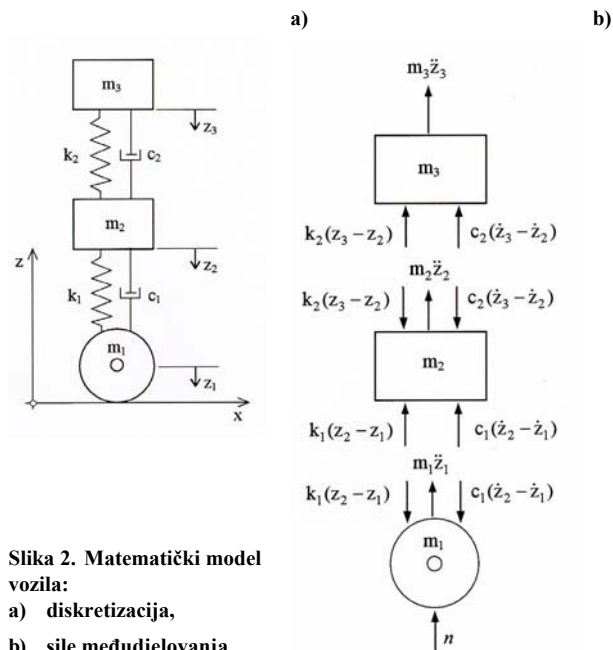 a)
b)
m₃
z₃
k₂
c₂
m₂
z
z₂
k₁
c₁
m₁
z₁
x
m₃z̈₃
m₃
k₂(z₃ − z₂)
c₂(ż₃ − ż₂)
m₂z̈₂
k₂(z₃ − z₂)
c₂(ż₃ − ż₂)
m₂
k₁(z₂ − z₁)
c₁(ż₂ − ż₁)
m₁z̈₁
k₁(z₂ − z₁)
c₁(ż₂ − ż₁)
m₁
n
Slika 2. Matematički model
vozila:
a) diskretizacija,
b) sile međudjelovanja